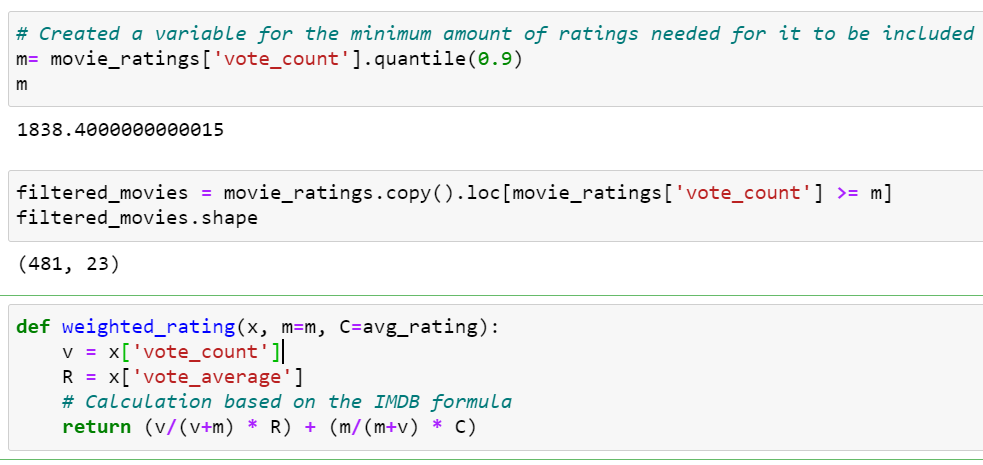 # Created a variable for the minimum amount of ratings needed for it to be included
m= movie_ratings['vote_count'].quantile(0.9)
m
1838.4000000000015
filtered_movies = movie_ratings.copy().loc[movie_ratings['vote_count'] >= m]
filtered_movies.shape
(481, 23)
def weighted_rating(x, m=m, C=avg_rating):
    v = x['vote_count']
    R = x['vote_average']
    # Calculation based on the IMDB formula
    return (v/(v+m) * R) + (m/(m+v) * C)